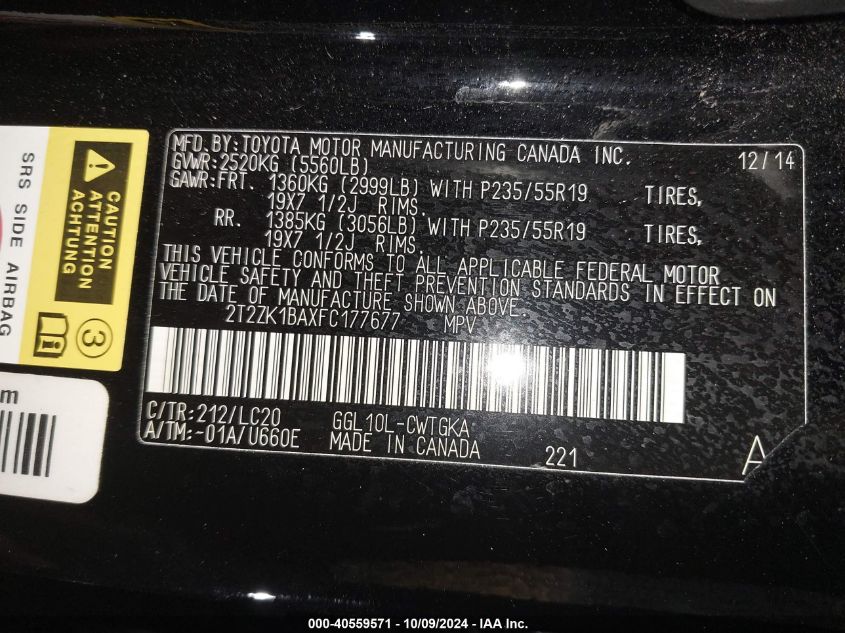 MFD.BY:TOYOTA MOTOR MANUFACTURING CANADA INC. 12/14
GVWR:2520KG (5560LB)
GAWR:FRT. 1360KG (2999LB) WITH P235/55R19 TIRES,
19X7 1/2J RIMS.
RR. 1385KG (3056LB) WITH P235/55R19 TIRES,
19X7 1/2J RIMS.
THIS VEHICLE CONFORMS TO ALL APPLICABLE FEDERAL MOTOR
VEHICLE SAFETY AND THEFT PREVENTION STANDARDS IN EFFECT ON
THE DATE OF MANUFACTURE SHOWN ABOVE.
2T2ZK1BAXFC177677 MPV
C/TR:212/LC20 GGL10L-CWTGKA
A/TM:-01A/U660E MADE IN CANADA 221 A
SRS SIDE AIRBAG
CAUTION
ATTENTION
ACHTUNG
3
m
000-40559571 - 10/09/2024 - IAA Inc.